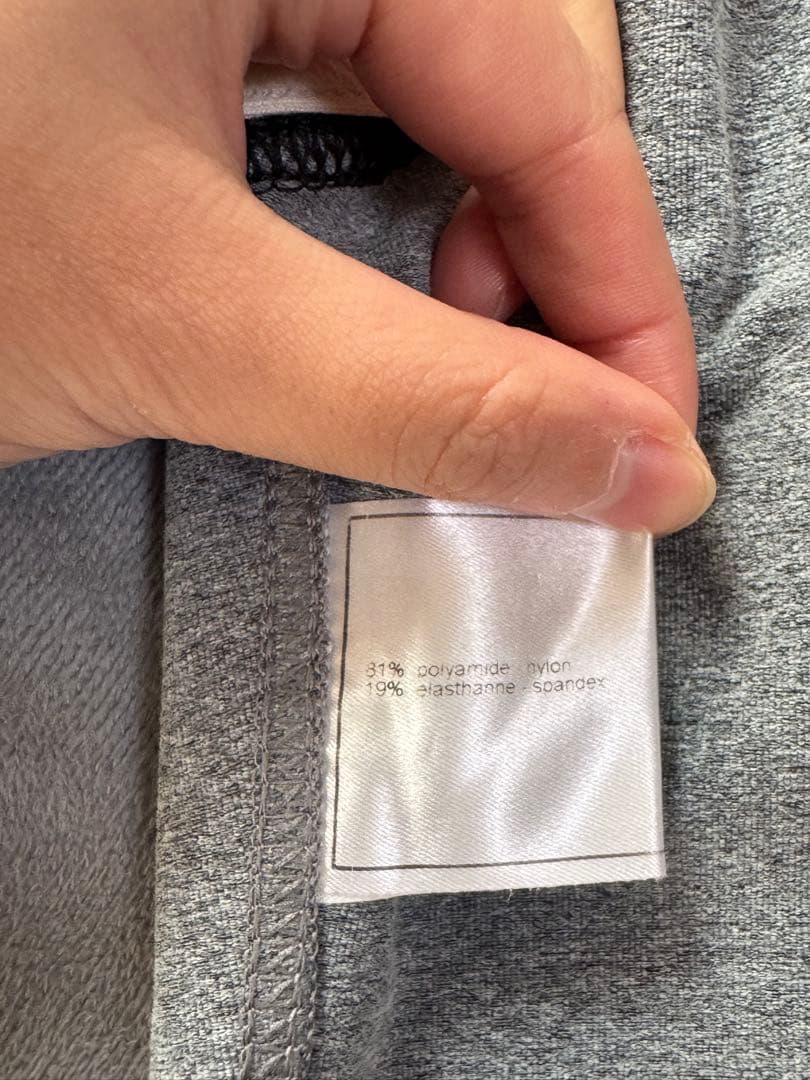 81% polyamide - nylon
19% elasthanne - spandex